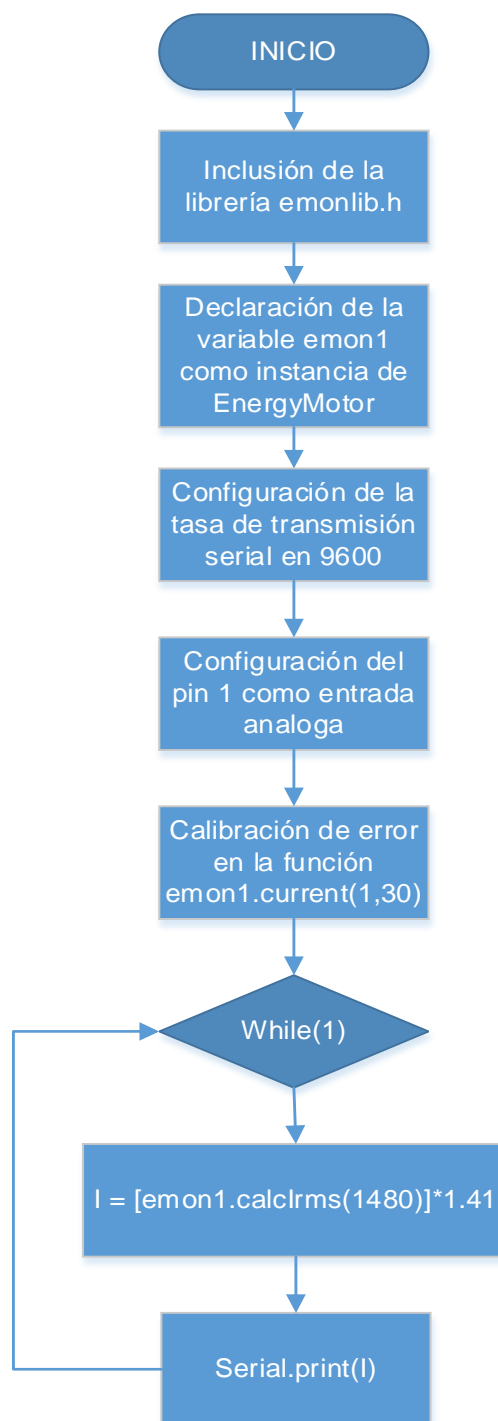 INICIO
Inclusión de la
librería emonlib.h
Declaración de la
variable emon1
como instancia de
EnergyMotor
Configuración de la
tasa de transmisión
serial en 9600
Configuración del
pin 1 como entrada
analoga
Calibración de error
en la función
emon1.current(1,30)
While(1)
I = [emon1.calcIrms(1480)]*1.41
Serial.print(I)